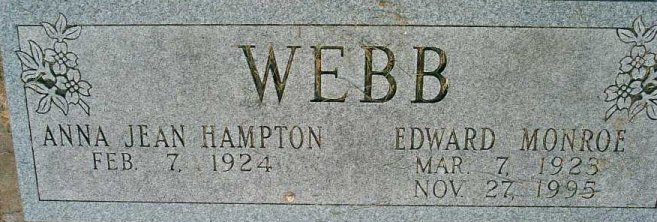 WEBB
ANNA JEAN HAMPTON
FEB. 7, 1924
EDWARD MONROE
MAR. 7, 1923
NOV. 27, 1995